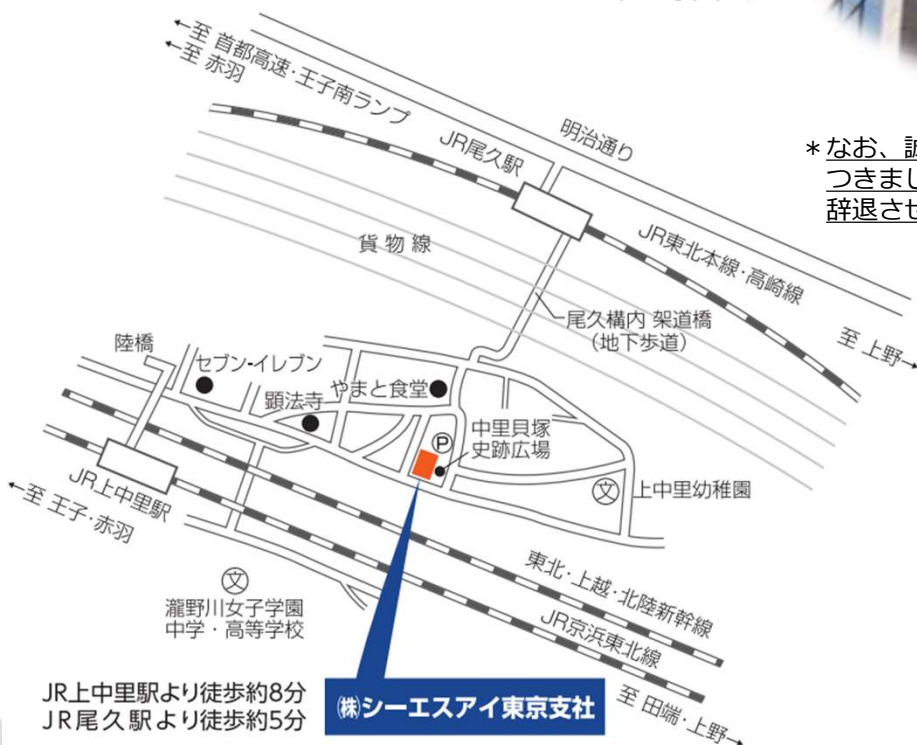 ←至 首都高速・王子南ランプ
←至 赤羽
明治通り
JR尾久駅
*なお、
つきまし
辞退させ
JR東北本線・高崎線
貨物線
尾久構内 架道橋
(地下歩道)
至 上野→
陸橋
セブン-イレブン
やまと食堂
顕法寺
中里貝塚
史跡広場
P
文
上中里幼稚園
JR上中里駅
←至 王子・赤羽
東北・上越・北陸新幹線
JR京浜東北線
文
瀧野川女子学園
中学・高等学校
JR上中里駅より徒歩約8分
JR尾久駅より徒歩約5分
㈱シーエスアイ東京支社
至 田端・上野→